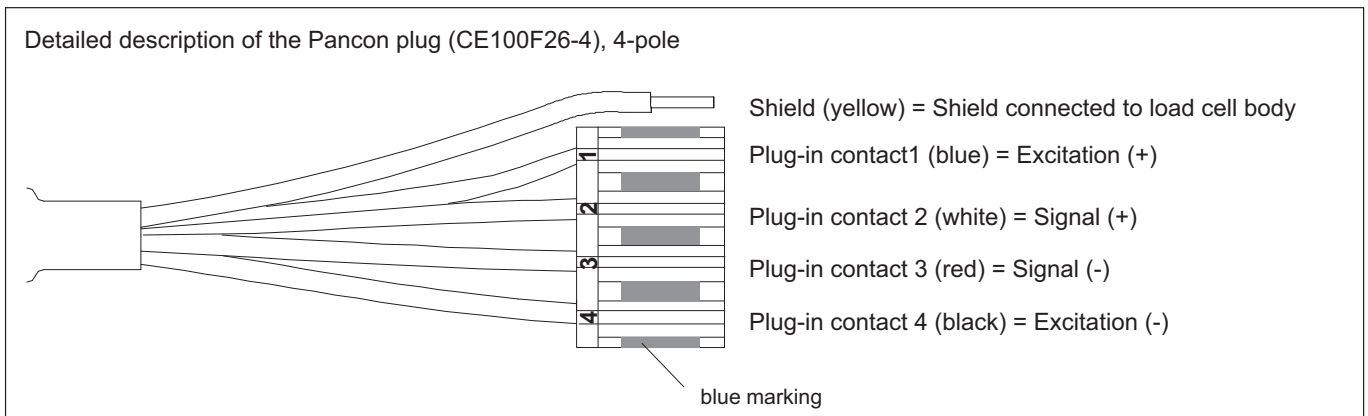 Detailed description of the Pancon plug (CE100F26-4), 4-pole
Shield (yellow) = Shield connected to load cell body
1
Plug-in contact1 (blue) = Excitation (+)
2
Plug-in contact 2 (white) = Signal (+)
3
Plug-in contact 3 (red) = Signal (-)
4
Plug-in contact 4 (black) = Excitation (-)
blue marking